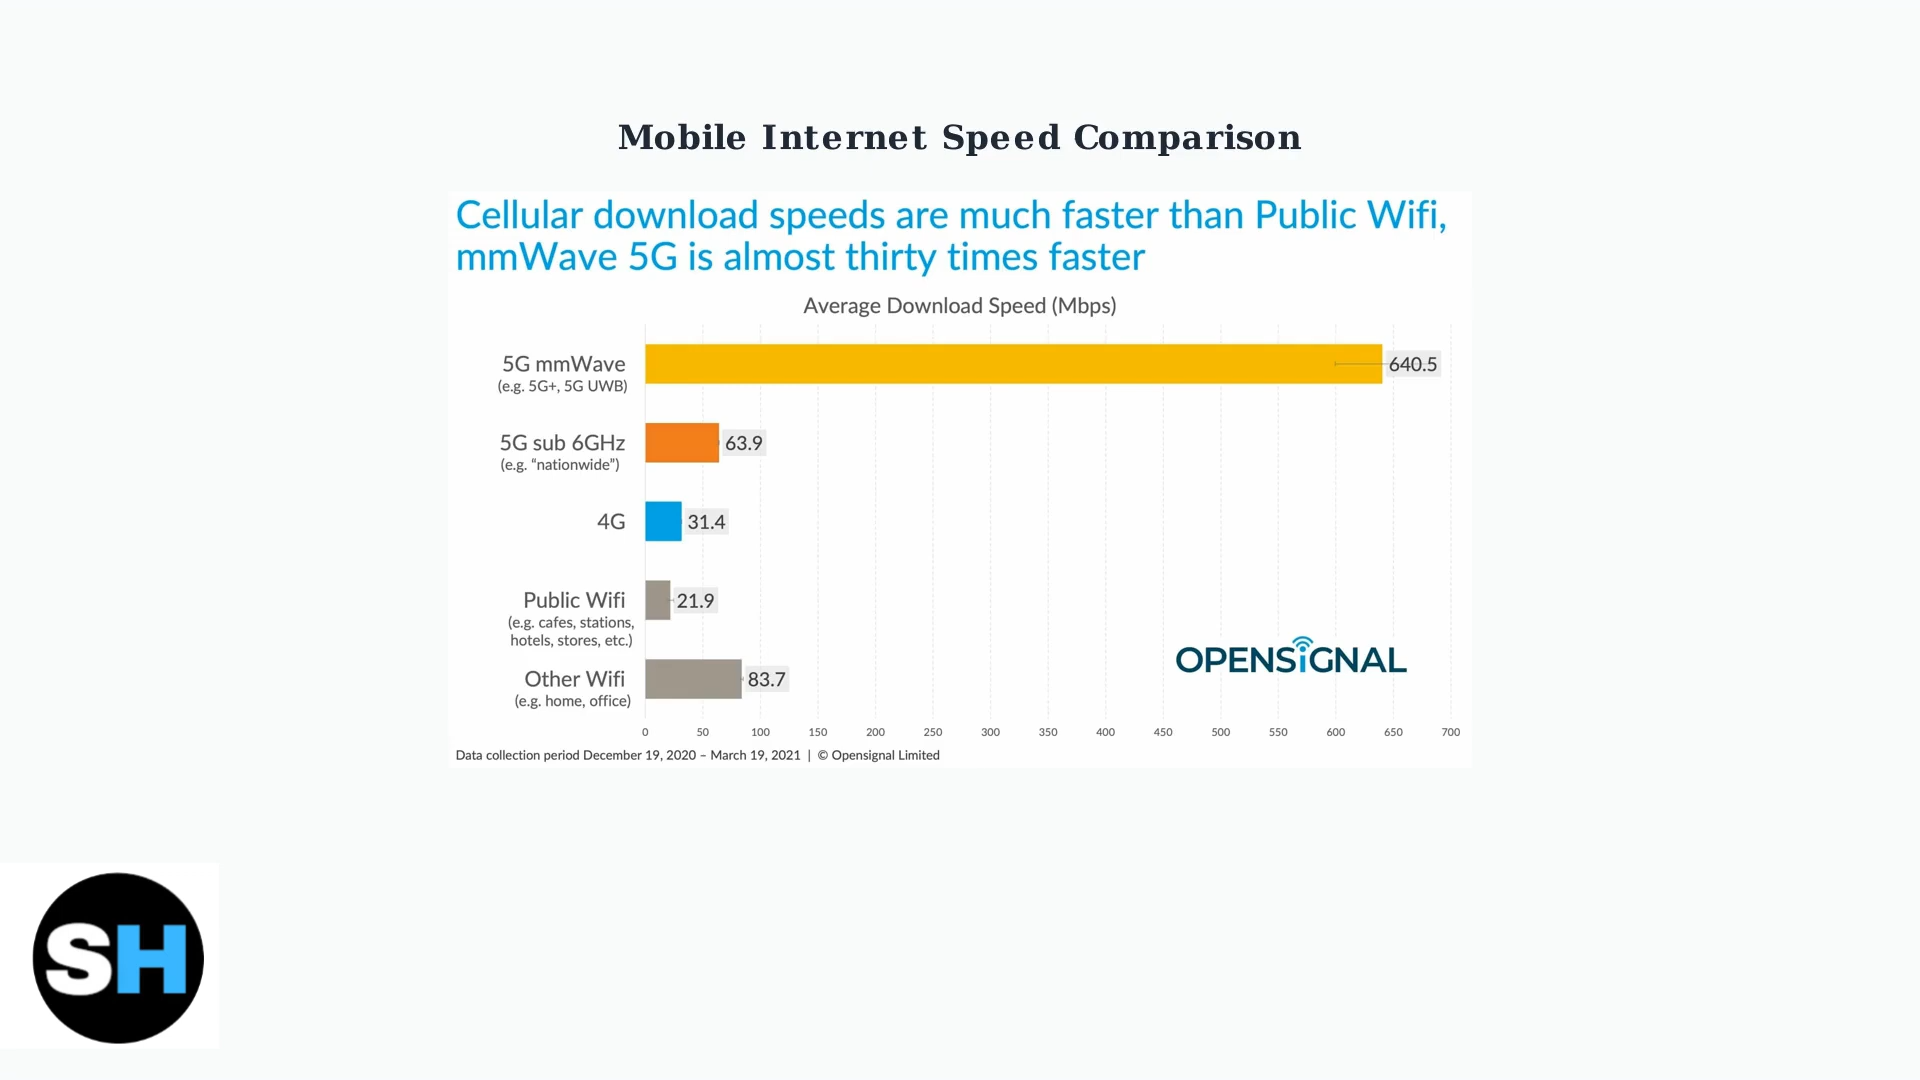 Mobile Internet Speed Comparison
Cellular download speeds are much faster than Public Wifi,
mmWave 5G is almost thirty times faster
Average Download Speed (Mbps)
5G mmWave
(e.g. 5G+, 5G UWB)
640.5
5G sub 6GHz
(e.g. “nationwide”)
63.9
4G
31.4
Public Wifi
(e.g. cafes, stations,
hotels, stores, etc.)
21.9
Other Wifi
(e.g. home, office)
83.7
OPENSiGNAL
0 50 100 150 200 250 300 350 400 450 500 550 600 650 700
Data collection period December 19, 2020 – March 19, 2021 | © Opensignal Limited
SH